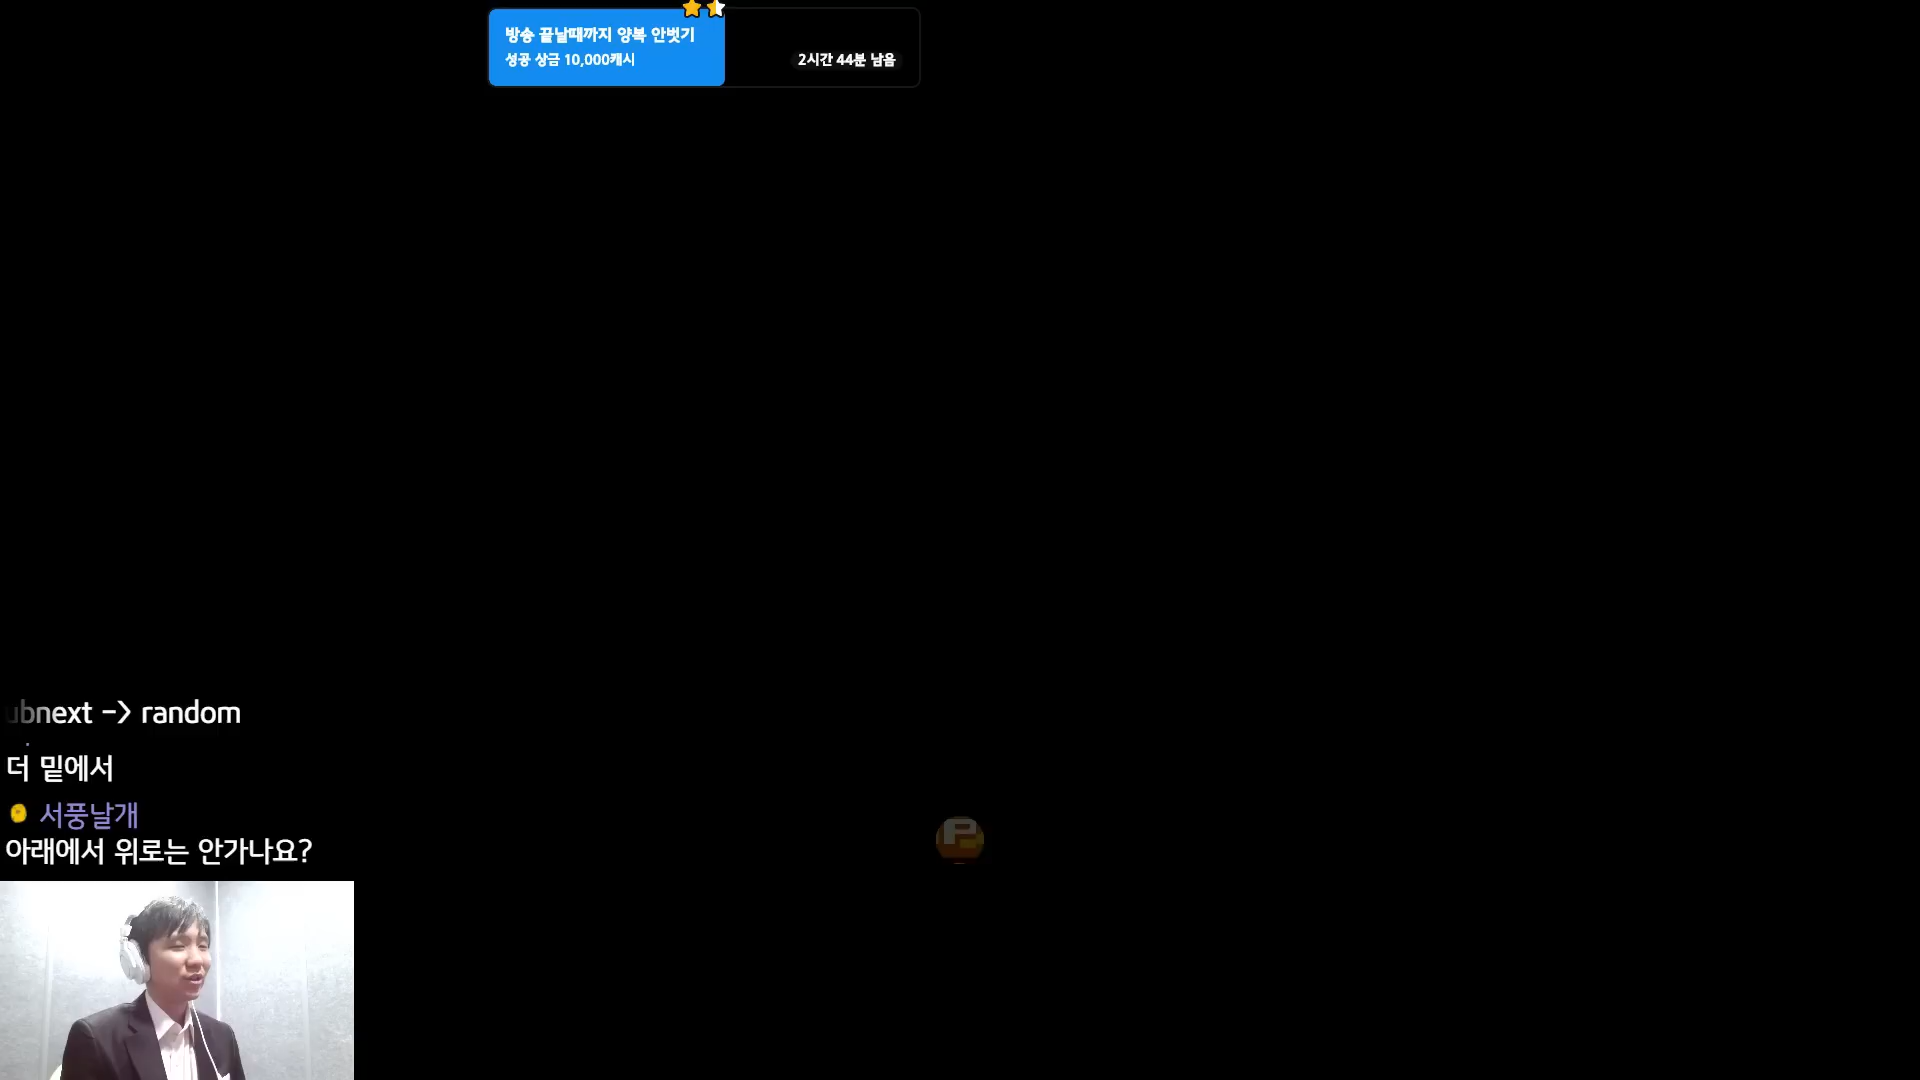 방송 끝날때까지 양복 안벗기
성공 상금 10,000캐시
2시간 44분 남음
ubnext -> random
더 밑에서
서풍날개
아래에서 위로는 안가나요?